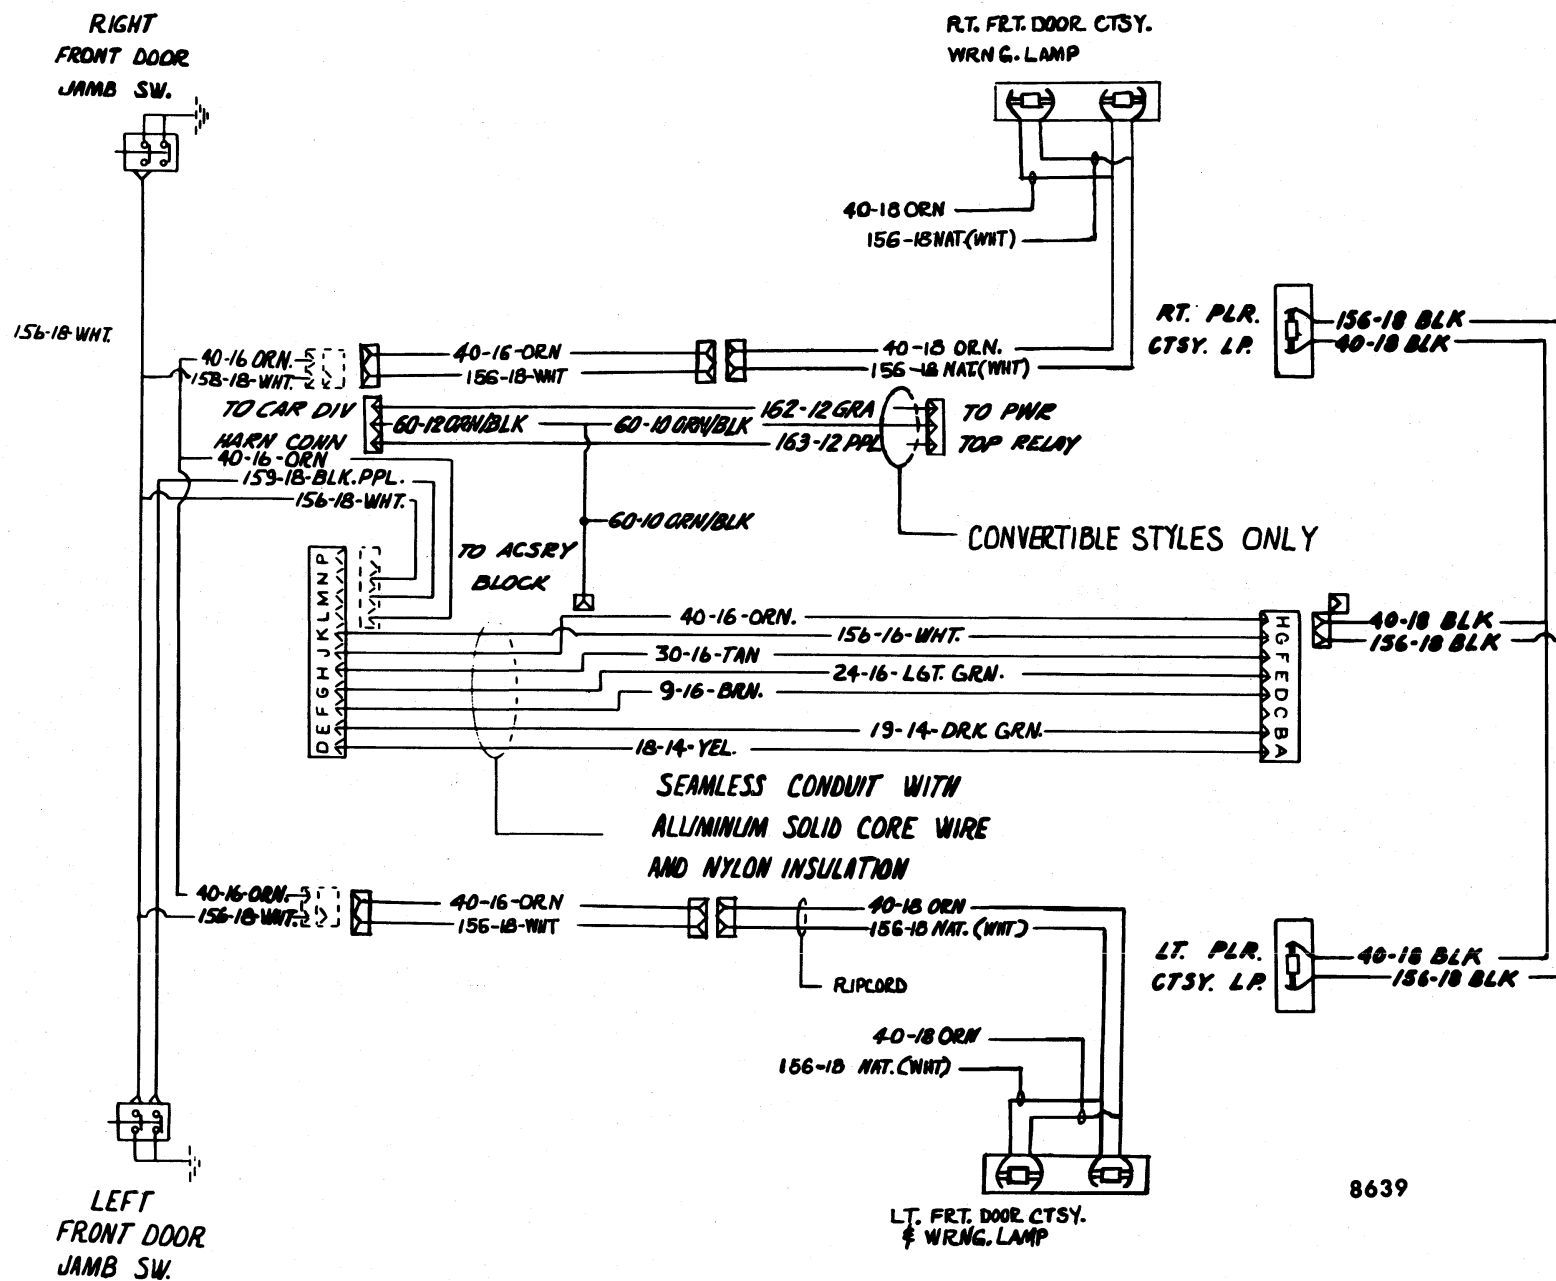 RIGHT
FRONT DOOR
JAMB SW.
RT. FRT. DOOR CTSY.
WRNG. LAMP
40-18 ORN
156-18 NAT.(WHT)
156-18-WHT.
RT. PLR.
CTSY. LP.
156-18 BLK
40-18 BLK
40-16 ORN.
158-18-WHT.
40-16-ORN
156-18-WHT
40-18 ORN.
156-18 NAT.(WHT)
TO CAR DIV
HARN CONN
60-12 ORN/BLK
60-10 ORN/BLK
162-12 GRA
163-12 PPL
TO PWR
TOP RELAY
40-16-ORN
159-18-BLK.PPL.
156-18-WHT.
60-10 ORN/BLK
CONVERTIBLE STYLES ONLY
TO ACSRY
BLOCK
D E F G H J K L M N P
40-16-ORN.
156-16-WHT.
30-16-TAN
24-16-LGT. GRN.
9-16-BRN.
19-14-DRK GRN.
18-14-YEL.
H G F E D C B A
40-18 BLK
156-18 BLK
SEAMLESS CONDUIT WITH
ALUMINUM SOLID CORE WIRE
AND NYLON INSULATION
40-16-ORN.
156-18-WHT.
40-16-ORN
156-18-WHT
40-18 ORN
156-18 NAT. (WHT)
RIPCORD
LT. PLR.
CTSY. LP.
40-18 BLK
156-18 BLK
40-18 ORN
156-18 NAT.(WHT)
LT. FRT. DOOR CTSY.
& WRNG. LAMP
LEFT
FRONT DOOR
JAMB SW.
8639